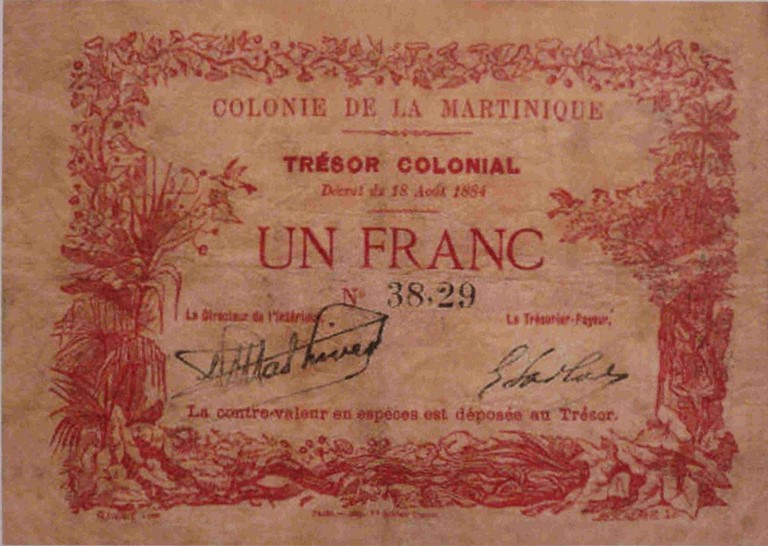 COLONIE DE LA MARTINIQUE
TRÉSOR COLONIAL
Décret du 18 Août 1884
UN FRANC
Nº 38.29
Le Directeur de l'Intérieur, Le Trésorier-Payeur,
La contre-valeur en espèces est déposée au Trésor.